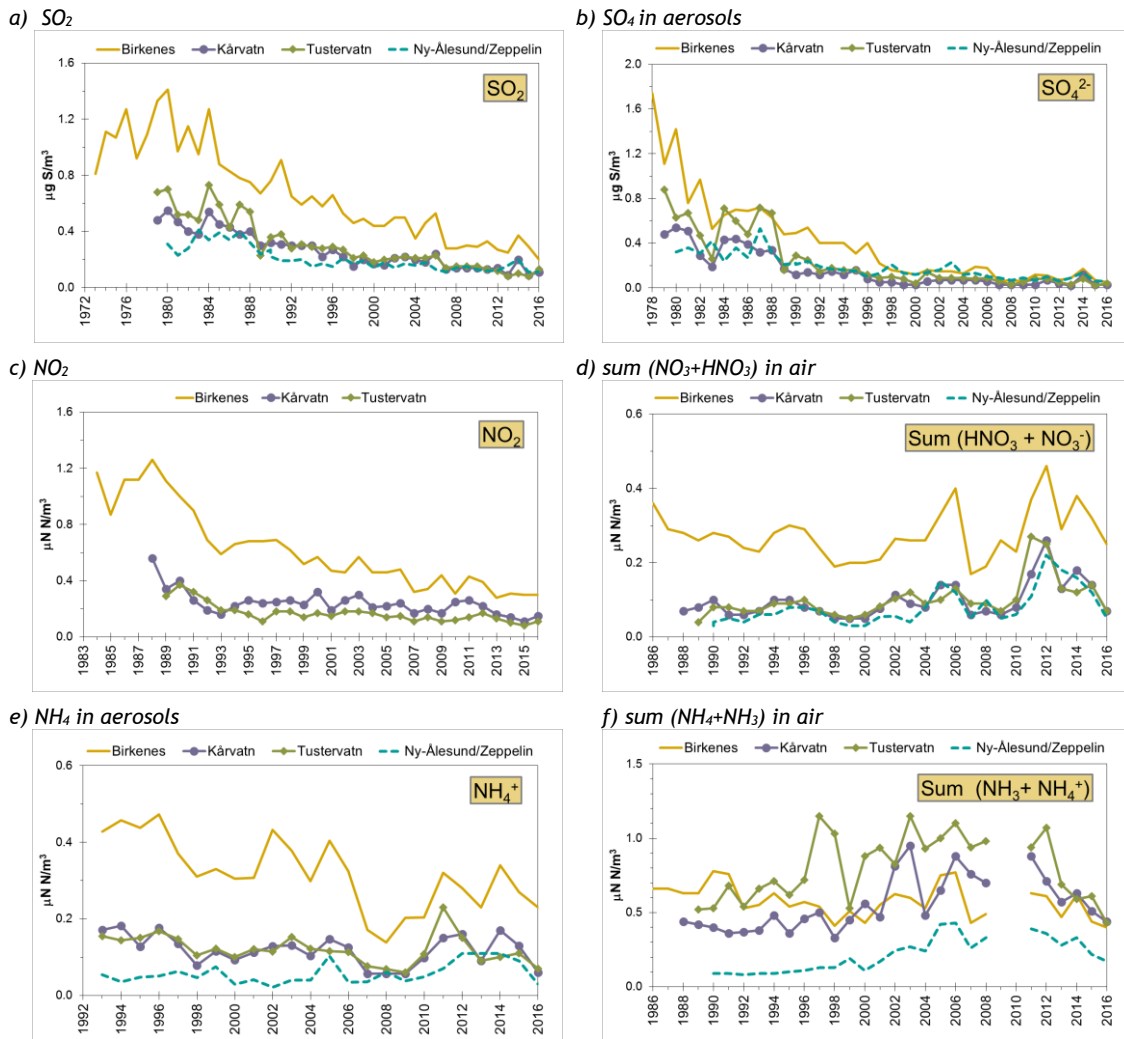 a) SO2
Birkenes Kårvatn Tustervatn Ny-Ålesund/Zeppelin
SO2
µg S/m³
1.6
1.2
0.8
0.4
0.0
1972 1976 1980 1984 1988 1992 1996 2000 2004 2008 2012 2016
b) SO4 in aerosols
Birkenes Kårvatn Tustervatn Ny-Ålesund/Zeppelin
SO4²⁻
µg S/m³
2.0
1.6
1.2
0.8
0.4
0.0
1978 1980 1982 1984 1986 1988 1990 1992 1994 1996 1998 2000 2002 2004 2006 2008 2010 2012 2014 2016
c) NO2
Birkenes Kårvatn Tustervatn
NO2
µN N/m³
1.6
1.2
0.8
0.4
0.0
1983 1985 1987 1989 1991 1993 1995 1997 1999 2001 2003 2005 2007 2009 2011 2013 2015
d) sum (NO3+HNO3) in air
Birkenes Kårvatn Tustervatn Ny-Ålesund/Zeppelin
Sum (HNO3 + NO3⁻)
µN N/m³
0.6
0.4
0.2
0.0
1986 1988 1990 1992 1994 1996 1998 2000 2002 2004 2006 2008 2010 2012 2014 2016
e) NH4 in aerosols
Birkenes Kårvatn Tustervatn Ny-Ålesund/Zeppelin
NH4⁺
µN N/m³
0.6
0.4
0.2
0.0
1992 1994 1996 1998 2000 2002 2004 2006 2008 2010 2012 2014 2016
f) sum (NH4+NH3) in air
Birkenes Kårvatn Tustervatn Ny-Ålesund/Zeppelin
Sum (NH3+ NH4⁺)
µN N/m³
1.5
1.0
0.5
0.0
1986 1988 1990 1992 1994 1996 1998 2000 2002 2004 2006 2008 2010 2012 2014 2016